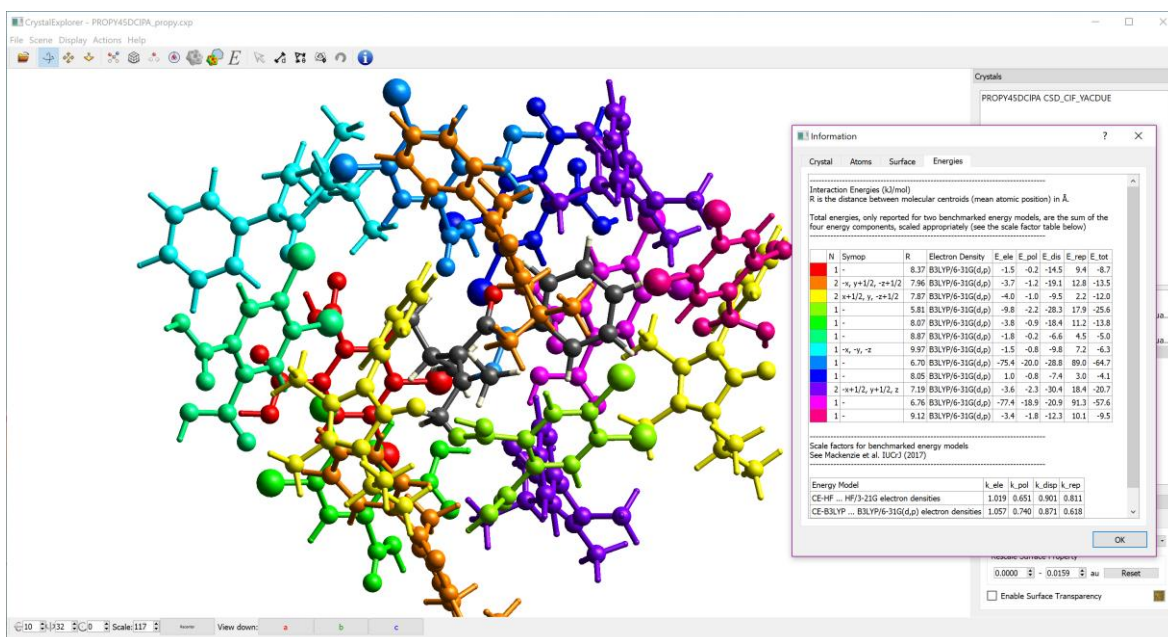 CrystalExplorer - PROPY45DCIPA_propy.cxp
File Scene Display Actions Help
E
Crystals
PROPY45DCIPA CSD_CIF_YACDUE
Information
? 
Crystal Atoms Surface Energies
Interaction Energies (kJ/mol)
R is the distance between molecular centroids (mean atomic position) in Å.
Total energies, only reported for two benchmarked energy models, are the sum of the
four energy components, scaled appropriately (see the scale factor table below)
N Symop R Electron Density E_ele E_pol E_dis E_rep E_tot
1 - 8.37 B3LYP/6-31G(d,p) -1.5 -0.2 -14.5 9.4 -8.7
2 -x, y+1/2, -z+1/2 7.96 B3LYP/6-31G(d,p) -3.7 -1.2 -19.1 12.8 -13.5
2 x+1/2, y, -z+1/2 7.87 B3LYP/6-31G(d,p) -4.0 -1.0 -9.5 2.2 -12.0
1 - 5.81 B3LYP/6-31G(d,p) -9.8 -2.2 -28.3 17.9 -25.6
1 - 8.07 B3LYP/6-31G(d,p) -3.8 -0.9 -18.4 11.2 -13.8
1 - 8.87 B3LYP/6-31G(d,p) -1.8 -0.2 -6.6 4.5 -5.0
1 -x, -y, -z 9.97 B3LYP/6-31G(d,p) -1.5 -0.8 -9.8 7.2 -6.3
1 - 6.70 B3LYP/6-31G(d,p) -75.4 -20.0 -28.8 89.0 -64.7
1 - 8.05 B3LYP/6-31G(d,p) 1.0 -0.8 -7.4 3.0 -4.1
2 -x+1/2, y+1/2, z 7.19 B3LYP/6-31G(d,p) -3.6 -2.3 -30.4 18.4 -20.7
1 - 6.76 B3LYP/6-31G(d,p) -77.4 -18.9 -20.9 91.3 -57.6
1 - 9.12 B3LYP/6-31G(d,p) -3.4 -1.8 -12.3 10.1 -9.5
Scale factors for benchmarked energy models
See Mackenzie et al. IUCrJ (2017)
Energy Model k_ele k_pol k_disp k_rep
CE-HF ... HF/3-21G electron densities 1.019 0.651 0.901 0.811
CE-B3LYP ... B3LYP/6-31G(d,p) electron densities 1.057 0.740 0.871 0.618
OK
Rescale Surface Property
0.0000 - 0.0159 au Reset
Enable Surface Transparency
10 32 0 Scale: 117 View down: a b c